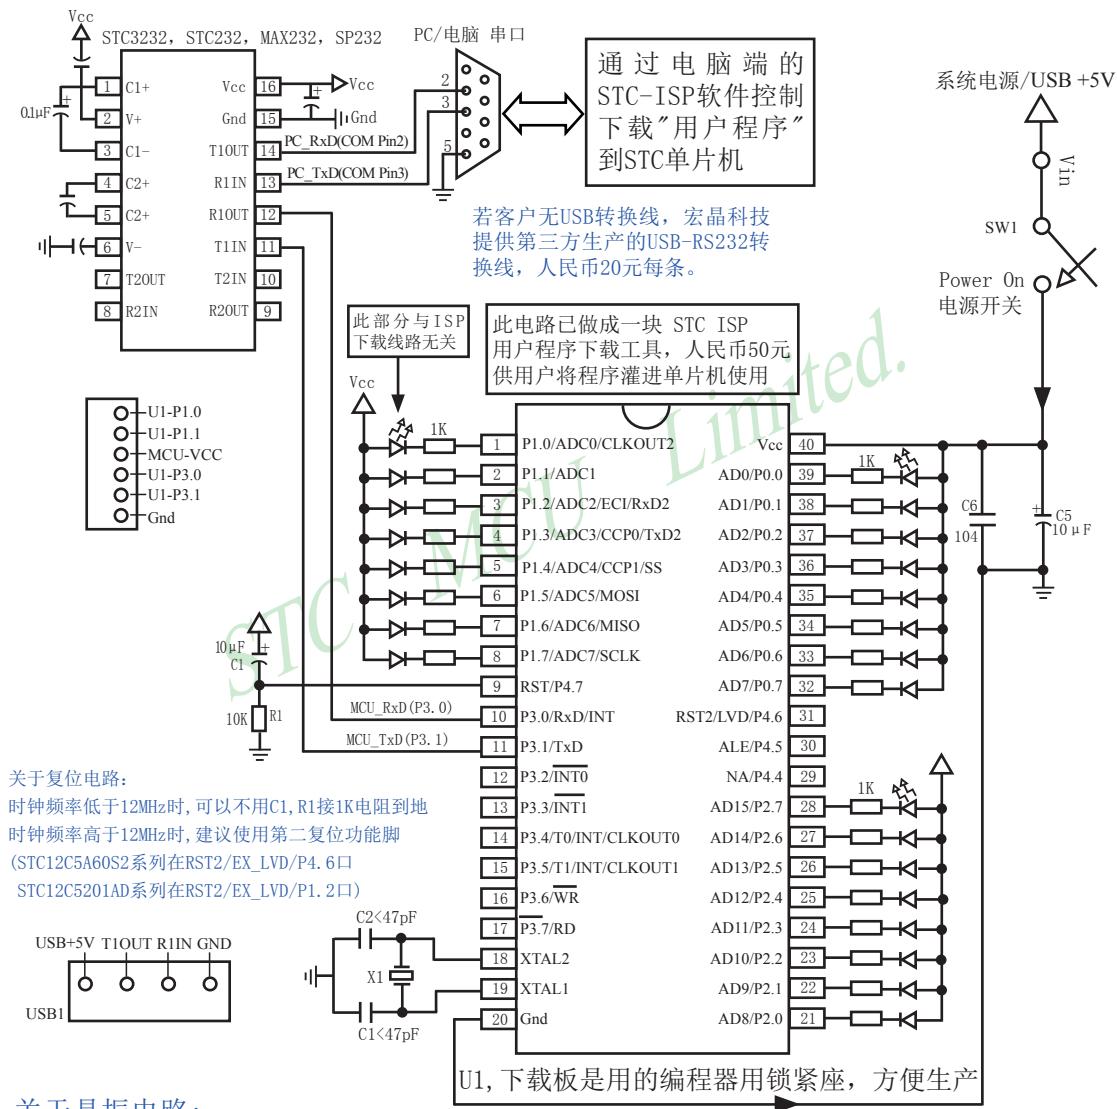 Vcc
STC3232, STC232, MAX232, SP232
PC/电脑 串口
1 C1+
2 V+
3 C1-
4 C2+
5 C2+
6 V-
7 T2OUT
8 R2IN
Vcc 16
Gnd 15
T1OUT 14
R1IN 13
R1OUT 12
T1IN 11
T2IN 10
R2OUT 9
0.1μF
+
+
Vcc
Gnd
PC_RxD(COM Pin2)
PC_TxD(COM Pin3)
2
3
5
通过电脑端的
STC-ISP软件控制
下载"用户程序"
到STC单片机
若客户无USB转换线，宏晶科技
提供第三方生产的USB-RS232转
换线，人民币20元每条。
系统电源/USB +5V
Vin
SW1
Power On
电源开关
此部分与ISP
下载线路无关
此电路已做成一块 STC ISP
用户程序下载工具，人民币50元
供用户将程序灌进单片机使用
STC MCU Limited.
U1-P1.0
U1-P1.1
MCU-VCC
U1-P3.0
U1-P3.1
Gnd
Vcc
1K
1 P1.0/ADC0/CLKOUT2
2 P1.1/ADC1
3 P1.2/ADC2/ECI/RxD2
4 P1.3/ADC3/CCP0/TxD2
5 P1.4/ADC4/CCP1/SS
6 P1.5/ADC5/MOSI
7 P1.6/ADC6/MISO
8 P1.7/ADC7/SCLK
9 RST/P4.7
10 P3.0/RxD/INT
11 P3.1/TxD
12 P3.2/INT0
13 P3.3/INT1
14 P3.4/T0/INT/CLKOUT0
15 P3.5/T1/INT/CLKOUT1
16 P3.6/WR
17 P3.7/RD
18 XTAL2
19 XTAL1
20 Gnd
Vcc 40
AD0/P0.0 39
AD1/P0.1 38
AD2/P0.2 37
AD3/P0.3 36
AD4/P0.4 35
AD5/P0.5 34
AD6/P0.6 33
AD7/P0.7 32
RST2/LVD/P4.6 31
ALE/P4.5 30
NA/P4.4 29
AD15/P2.7 28
AD14/P2.6 27
AD13/P2.5 26
AD12/P2.4 25
AD11/P2.3 24
AD10/P2.2 23
AD9/P2.1 22
AD8/P2.0 21
1K
1K
C6
104
+
C5
10μF
10μF
+
C1
10K
R1
MCU_RxD(P3.0)
MCU_TxD(P3.1)
关于复位电路:
时钟频率低于12MHz时,可以不用C1,R1接1K电阻到地
时钟频率高于12MHz时,建议使用第二复位功能脚
(STC12C5A60S2系列在RST2/EX_LVD/P4.6口
STC12C5201AD系列在RST2/EX_LVD/P1.2口)
USB+5V T1OUT R1IN GND
USB1
C2<47pF
X1
C1<47pF
U1,下载板是用的编程器用锁紧座，方便生产
关于晶振电路: